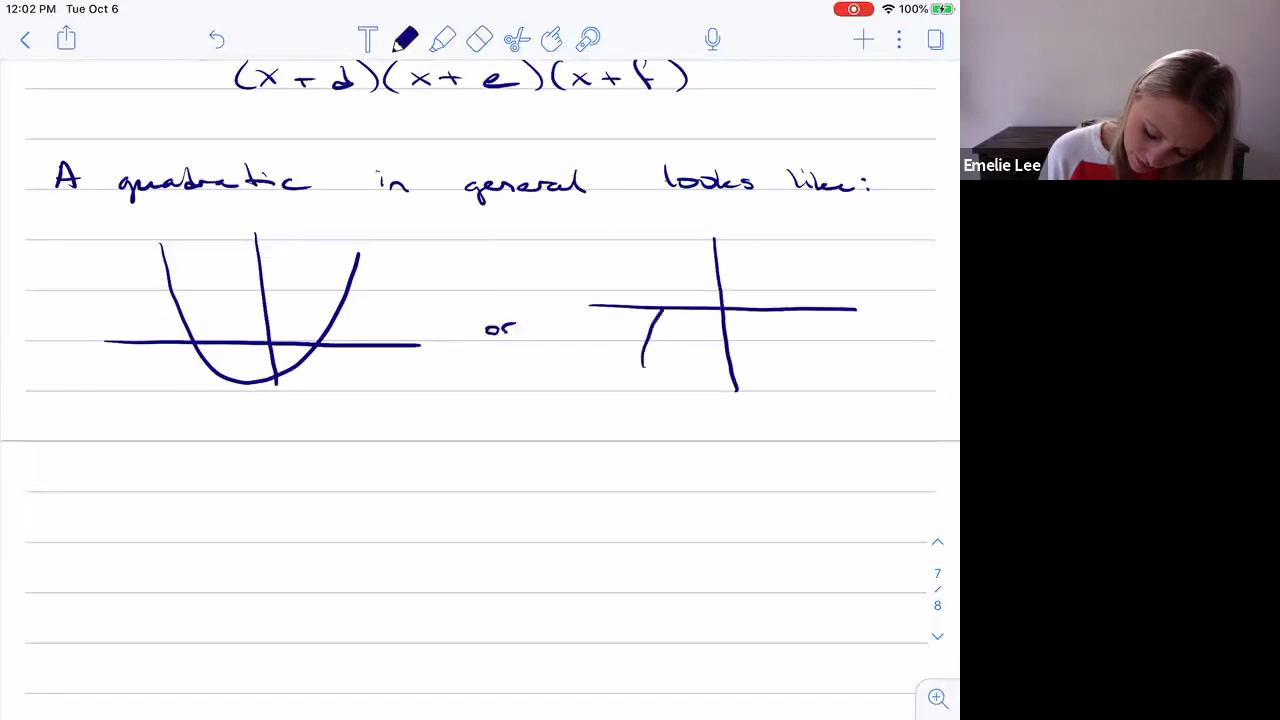 12:02 PM Tue Oct 6 100%
(x + d)(x + e)(x + f)
Emelie Lee
A quadratic in general looks like:
or
7
/
8